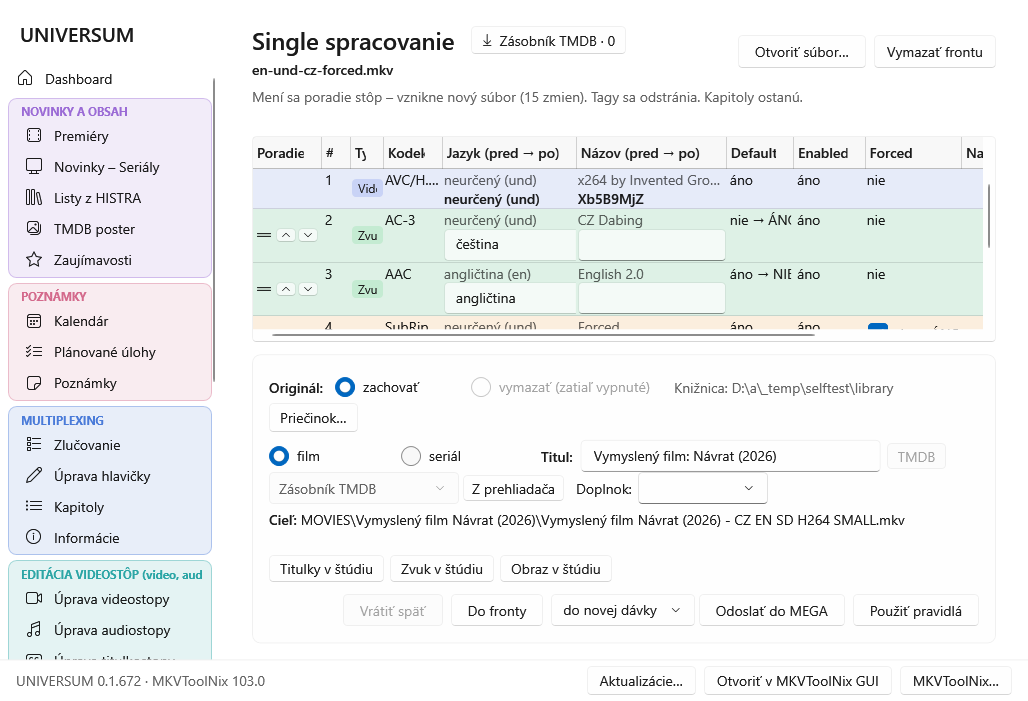 UNIVERSUM
Dashboard
NOVINKY A OBSAH
Premiéry
Novinky – Seriály
Listy z HISTRA
TMDB poster
Zaujímavosti
POZNÁMKY
Kalendár
Plánované úlohy
Poznámky
MULTIPLEXING
Zlučovanie
Úprava hlavičky
Kapitoly
Informácie
EDITÁCIA VIDEOSTÔP (video, aud
Úprava videostopy
Úprava audiostopy
Single spracovanie
Zásobník TMDB · 0
Otvoriť súbor...
Vymazať frontu
en-und-cz-forced.mkv
Mení sa poradie stôp – vznikne nový súbor (15 zmien). Tagy sa odstránia. Kapitoly ostanú.
Poradie # Ty Kodek Jazyk (pred → po) Názov (pred → po) Default Enabled Forced Na
1 Vide AVC/H.... neurčený (und) x264 by Invented Gro... áno áno nie
neurčený (und) Xb5B9MjZ
2 AC-3 neurčený (und) CZ Dabing nie → ÁNO áno nie
Zvu čeština
3 AAC angličtina (en) English 2.0 áno → NIE áno nie
Zvu angličtina
4 SubRip neurčený (und) Forced áno áno
Originál: zachovať vymazať (zatiaľ vypnuté) Knižnica: D:\a\_temp\selftest\library
Priečinok...
film seriál Titul: Vymyslený film: Návrat (2026) TMDB
Zásobník TMDB Z prehliadača Doplnok:
Cieľ: MOVIES\Vymyslený film Návrat (2026)\Vymyslený film Návrat (2026) - CZ EN SD H264 SMALL.mkv
Titulky v štúdiu Zvuk v štúdiu Obraz v štúdiu
Vrátiť späť Do fronty do novej dávky Odoslať do MEGA Použiť pravidlá
UNIVERSUM 0.1.672 · MKVToolNix 103.0
Aktualizácie... Otvoriť v MKVToolNix GUI MKVToolNix...